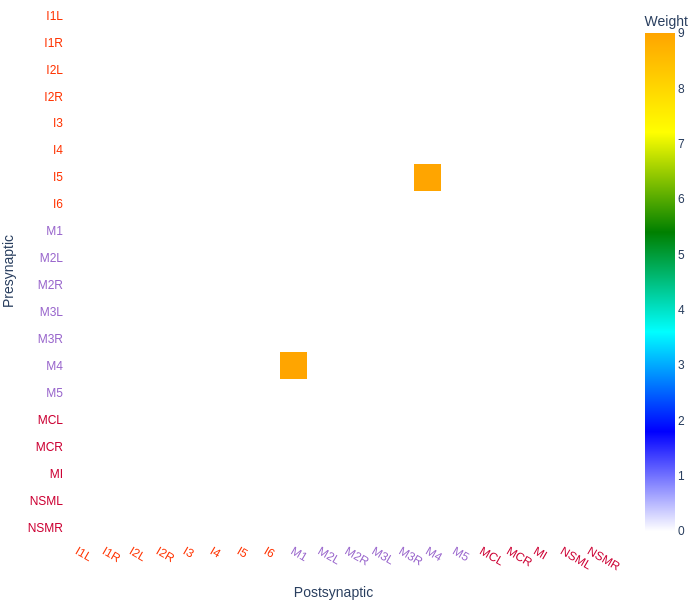 Weight
I1L
I1R
I2L
I2R
I3
I4
I5
I6
M1
M2L
M2R
M3L
M3R
M4
M5
MCL
MCR
MI
NSML
NSMR
Presynaptic
I1L I1R I2L I2R I3 I4 I5 I6 M1 M2L M2R M3L M3R M4 M5 MCL MCR MI NSML NSMR
Postsynaptic
9
8
7
6
5
4
3
2
1
0